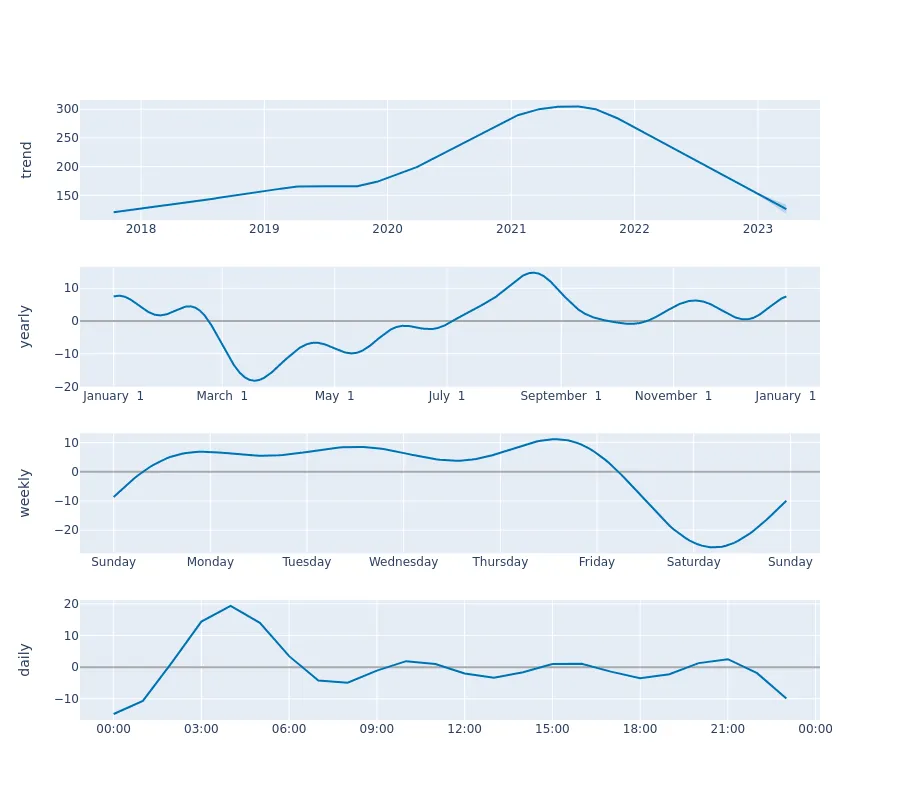 trend
300
250
200
150
2018 2019 2020 2021 2022 2023
yearly
10
0
−10
−20
January 1 March 1 May 1 July 1 September 1 November 1 January 1
weekly
10
0
−10
−20
Sunday Monday Tuesday Wednesday Thursday Friday Saturday Sunday
daily
20
10
0
−10
00:00 03:00 06:00 09:00 12:00 15:00 18:00 21:00 00:00